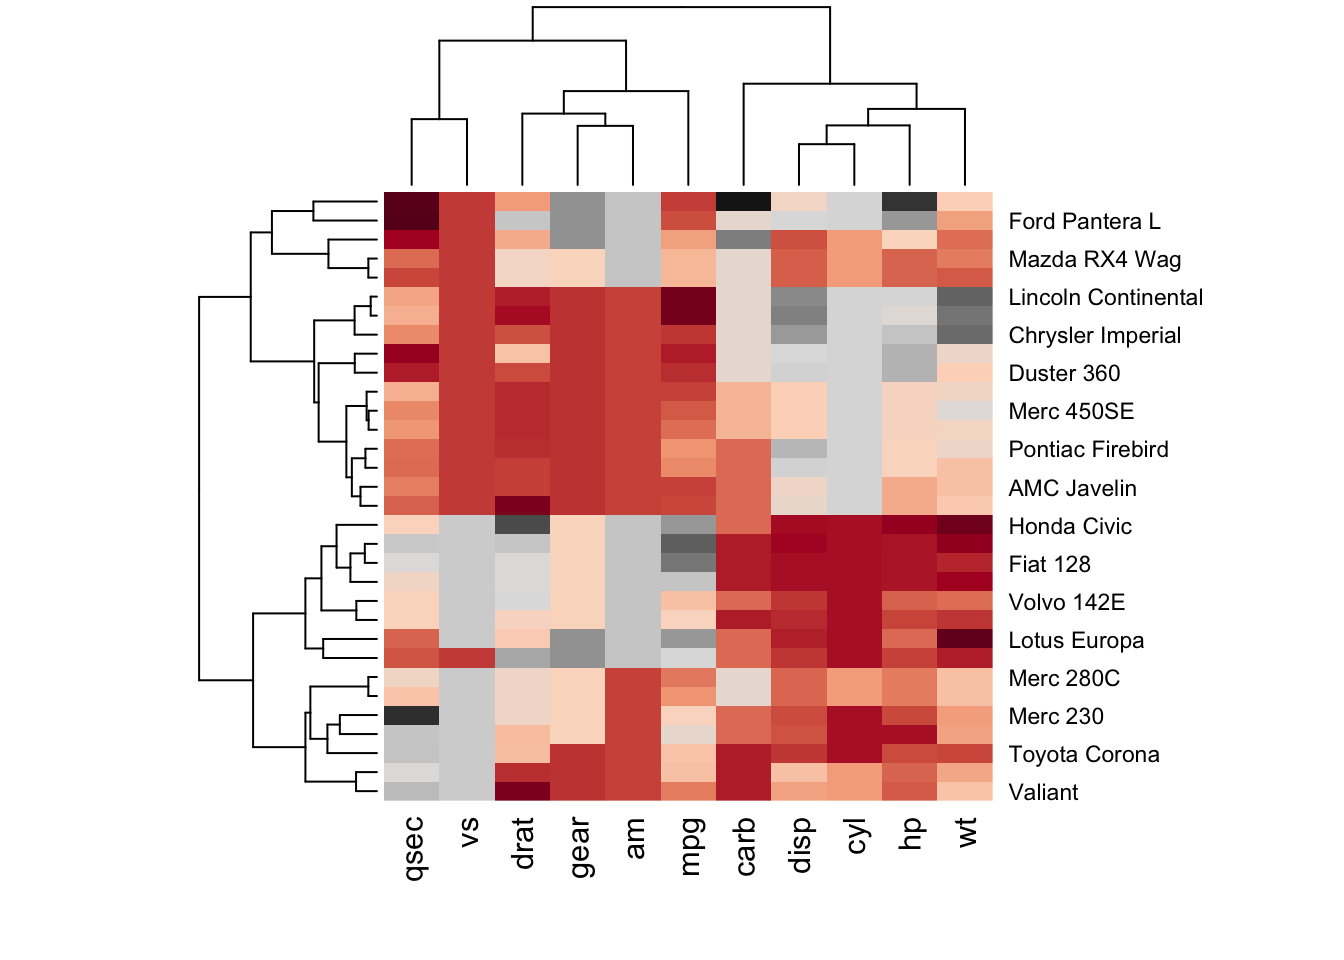 Ford Pantera L
Mazda RX4 Wag
Lincoln Continental
Chrysler Imperial
Duster 360
Merc 450SE
Pontiac Firebird
AMC Javelin
Honda Civic
Fiat 128
Volvo 142E
Lotus Europa
Merc 280C
Merc 230
Toyota Corona
Valiant
qsec
vs
drat
gear
am
mpg
carb
disp
cyl
hp
wt